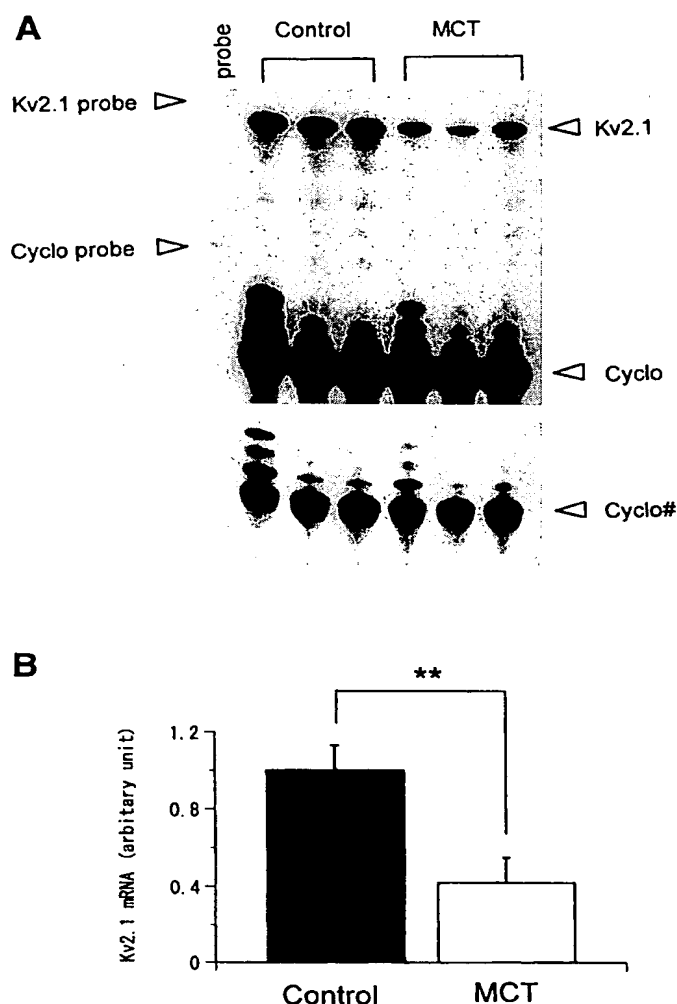 A
probe
Control
MCT
Kv2.1 probe
Kv2.1
Cyclo probe
Cyclo
Cyclo#
B
**
Kv2.1 mRNA (arbitary unit)
1.2
0.8
0.4
0
Control
MCT